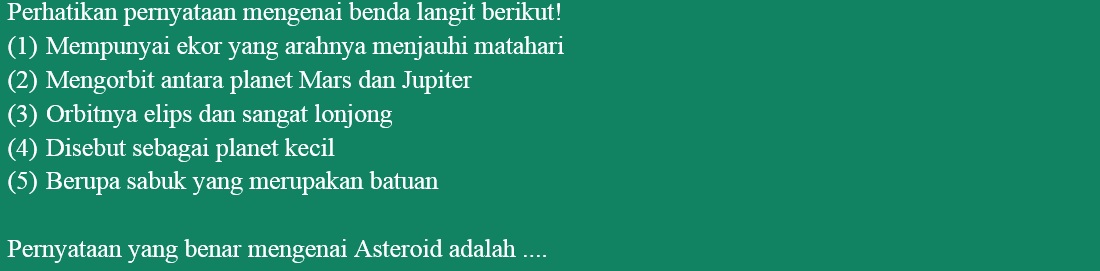 Perhatikan pernyataan mengenai benda langit berikut!
(1) Mempunyai ekor yang arahnya menjauhi matahari
(2) Mengorbit antara planet Mars dan Jupiter
(3) Orbitnya elips dan sangat lonjong
(4) Disebut sebagai planet kecil
(5) Berupa sabuk yang merupakan batuan
Pernyataan yang benar mengenai Asteroid adalah ....